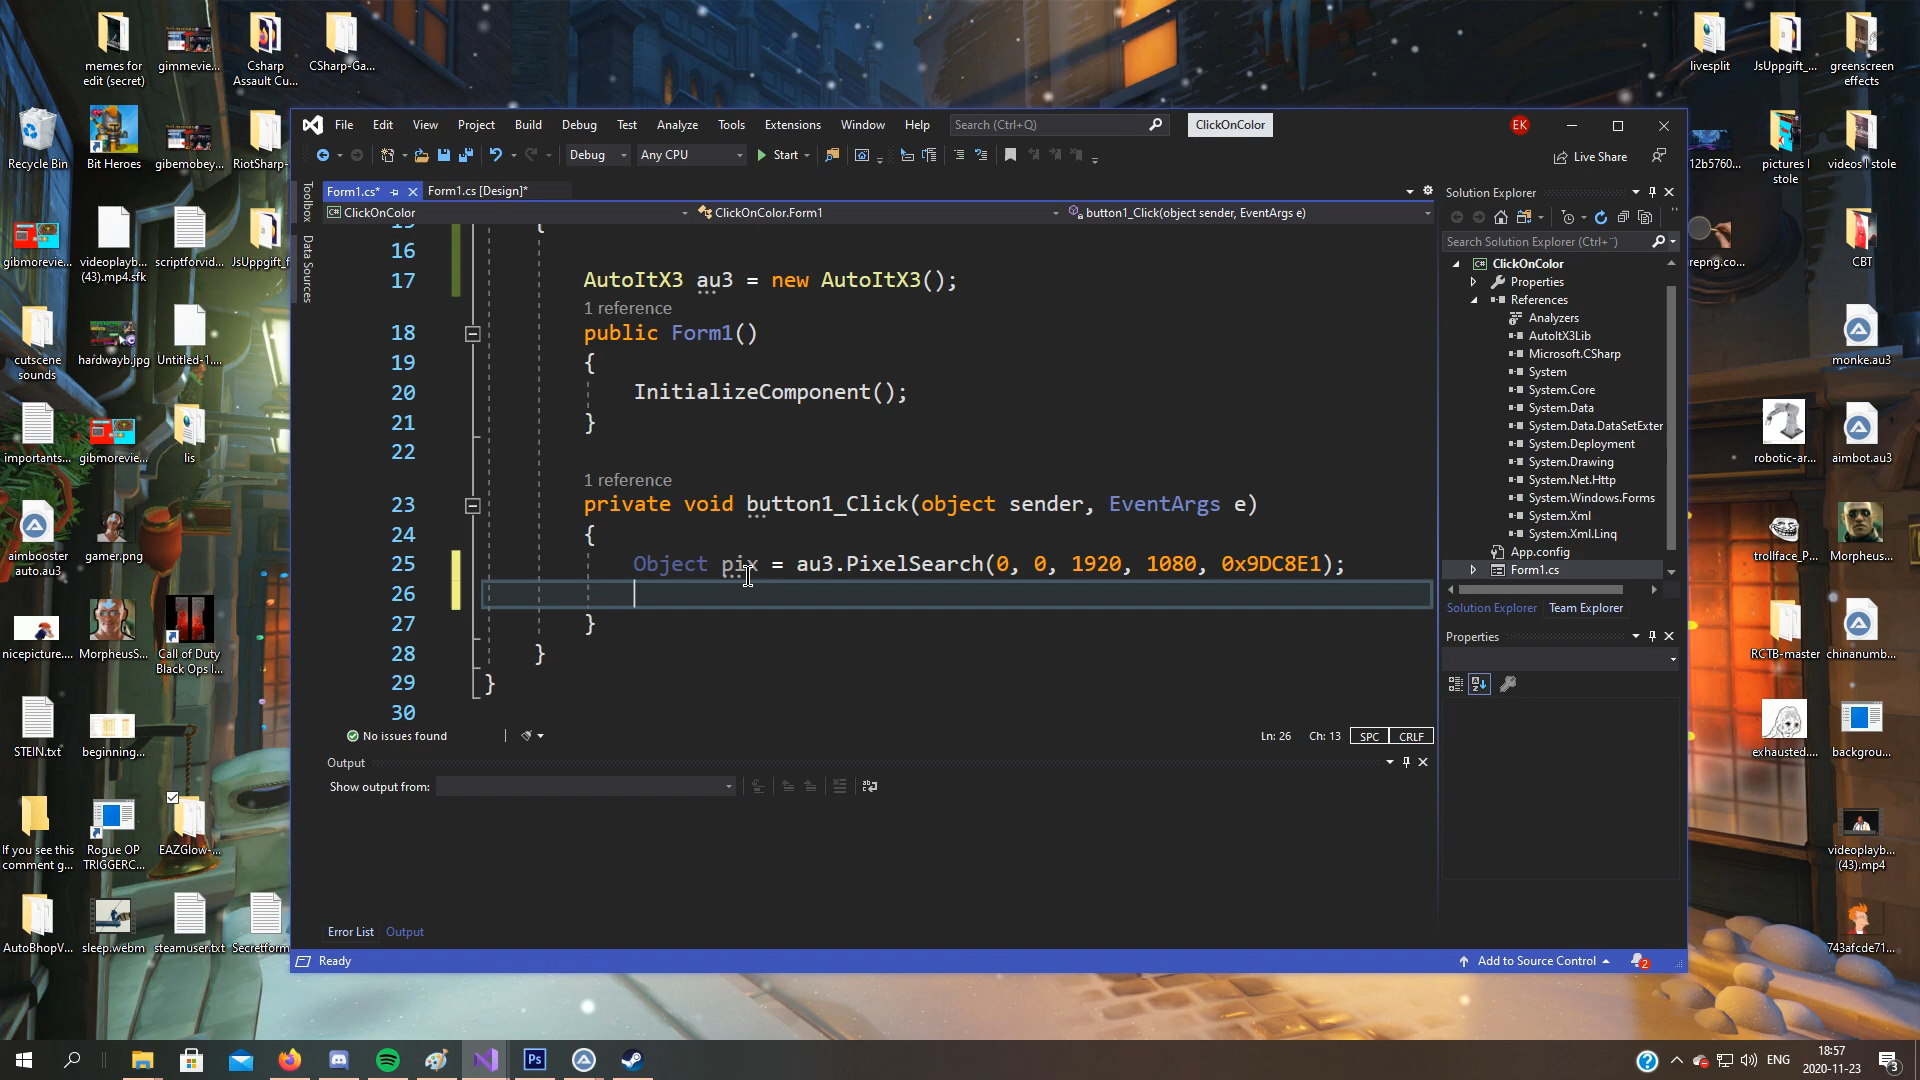 memes for
edit (secret)
gimmevie...
Csharp
Assault Cu...
CSharp-Ga...
livesplit
JsUppgift_...
greenscreen
effects
Recycle Bin
Bit Heroes
gibemobey...
RiotSharp-
12b5760...
pictures I
stole
videos I stole
gibmorevie...
videoplayb...
(43).mp4.sfk
scriptforvid...
JsUppgift_f
repng.co...
CBT
cutscene
sounds
hardwayb.jpg
Untitled-1....
monke.au3
importants...
gibmorevie...
lis
robotic-ar...
aimbot.au3
aimbooster
auto.au3
gamer.png
trollface_P...
Morpheus...
nicepicture....
MorpheusS...
Call of Duty
Black Ops I...
RCTB-master
chinanumb...
STEIN.txt
beginning...
exhausted....
backgrou...
If you see this
comment g...
Rogue OP
TRIGGERC...
EAZGlow-...
videoplayb...
(43).mp4
AutoBhopV...
sleep.webm
steamuser.txt
Secretform
743afcde71...
File Edit View Project Build Debug Test Analyze Tools Extensions Window Help Search (Ctrl+Q) ClickOnColor EK
Debug Any CPU Start Live Share
Toolbox
Data Sources
Form1.cs* Form1.cs [Design]*
ClickOnColor ClickOnColor.Form1 button1_Click(object sender, EventArgs e)
15 {
16
17 AutoItX3 au3 = new AutoItX3();
1 reference
18 public Form1()
19 {
20 InitializeComponent();
21 }
22
1 reference
23 private void button1_Click(object sender, EventArgs e)
24 {
25 Object pix = au3.PixelSearch(0, 0, 1920, 1080, 0x9DC8E1);
26
27 }
28 }
29 }
30
No issues found Ln: 26 Ch: 13 SPC CRLF
Output
Show output from:
Error List Output
Ready Add to Source Control 2
Solution Explorer
Search Solution Explorer (Ctrl+¨)
ClickOnColor
Properties
References
Analyzers
AutoItX3Lib
Microsoft.CSharp
System
System.Core
System.Data
System.Data.DataSetExter
System.Deployment
System.Drawing
System.Net.Http
System.Windows.Forms
System.Xml
System.Xml.Linq
App.config
Form1.cs
Solution Explorer Team Explorer
Properties
Ps
ENG
18:57
2020-11-23
3